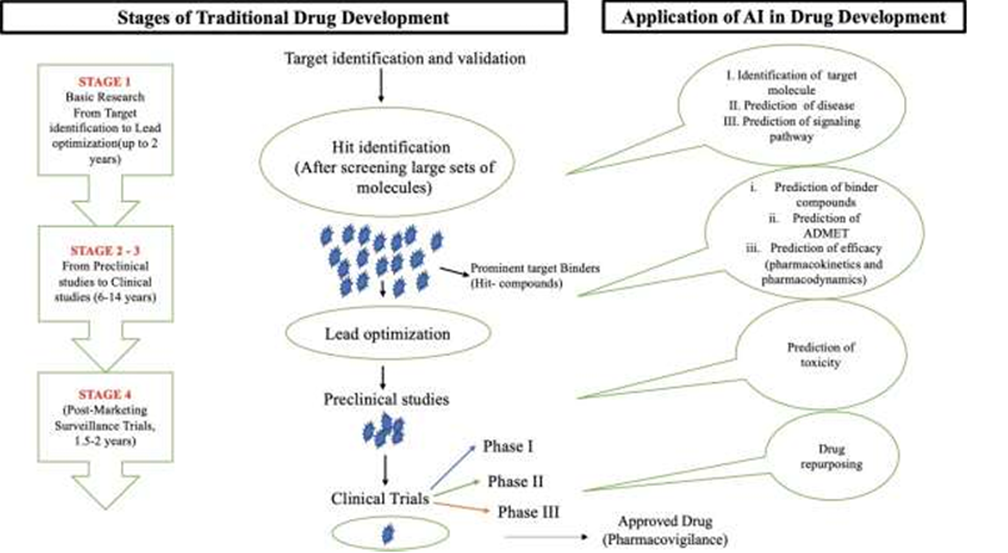 Stages of Traditional Drug Development
Application of AI in Drug Development
STAGE 1
Basic Research
From Target
identification to Lead
optimization(up to 2
years)
STAGE 2 - 3
From Preclinical
studies to Clinical
studies (6-14 years)
STAGE 4
(Post-Marketing
Surveillance Trials,
1.5-2 years)
Target identification and validation
Hit identification
(After screening large sets of
molecules)
Prominent target Binders
(Hit- compounds)
Lead optimization
Preclinical studies
Clinical Trials
Phase I
Phase II
Phase III
Approved Drug
(Pharmacovigilance)
I. Identification of target
molecule
II. Prediction of disease
III. Prediction of signaling
pathway
i. Prediction of binder
compounds
ii. Prediction of
ADMET
iii. Prediction of efficacy
(pharmacokinetics and
pharmacodynamics)
Prediction of
toxicity
Drug
repurposing